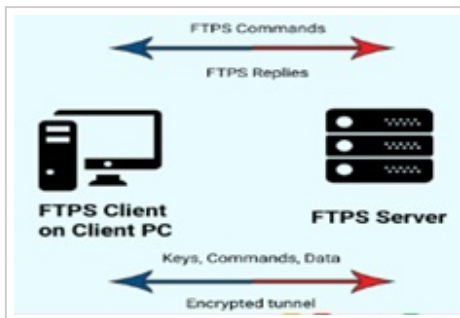 FTPS Commands
FTPS Replies
FTPS Client
on Client PC
FTPS Server
Keys, Commands, Data
Encrypted tunnel